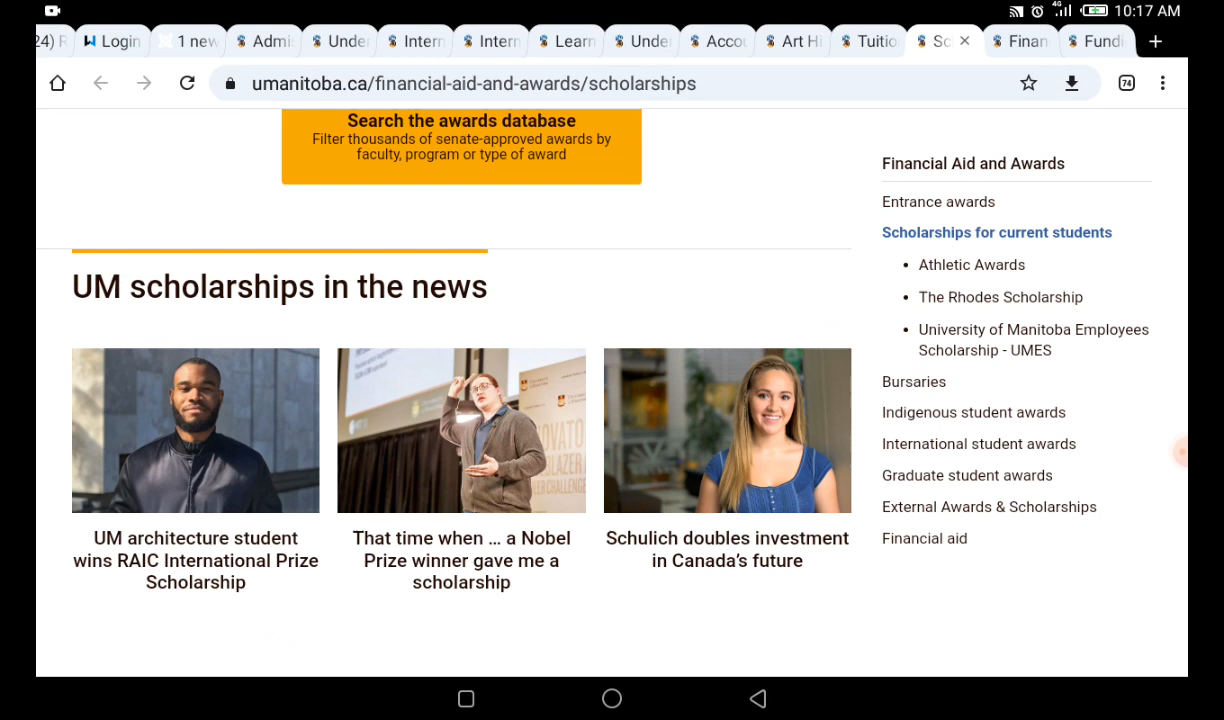 4G
10:17 AM
24) R
Login
1 new
Admi
Unde
Intern
Intern
Learn
Unde
Accou
Art Hi
Tuitio
Sc
Finan
Fundi
umanitoba.ca/financial-aid-and-awards/scholarships
74
Search the awards database
Filter thousands of senate-approved awards by
faculty, program or type of award
UM scholarships in the news
UM architecture student
wins RAIC International Prize
Scholarship
That time when … a Nobel
Prize winner gave me a
scholarship
Schulich doubles investment
in Canada’s future
Financial Aid and Awards
Entrance awards
Scholarships for current students
• Athletic Awards
• The Rhodes Scholarship
• University of Manitoba Employees
Scholarship - UMES
Bursaries
Indigenous student awards
International student awards
Graduate student awards
External Awards & Scholarships
Financial aid